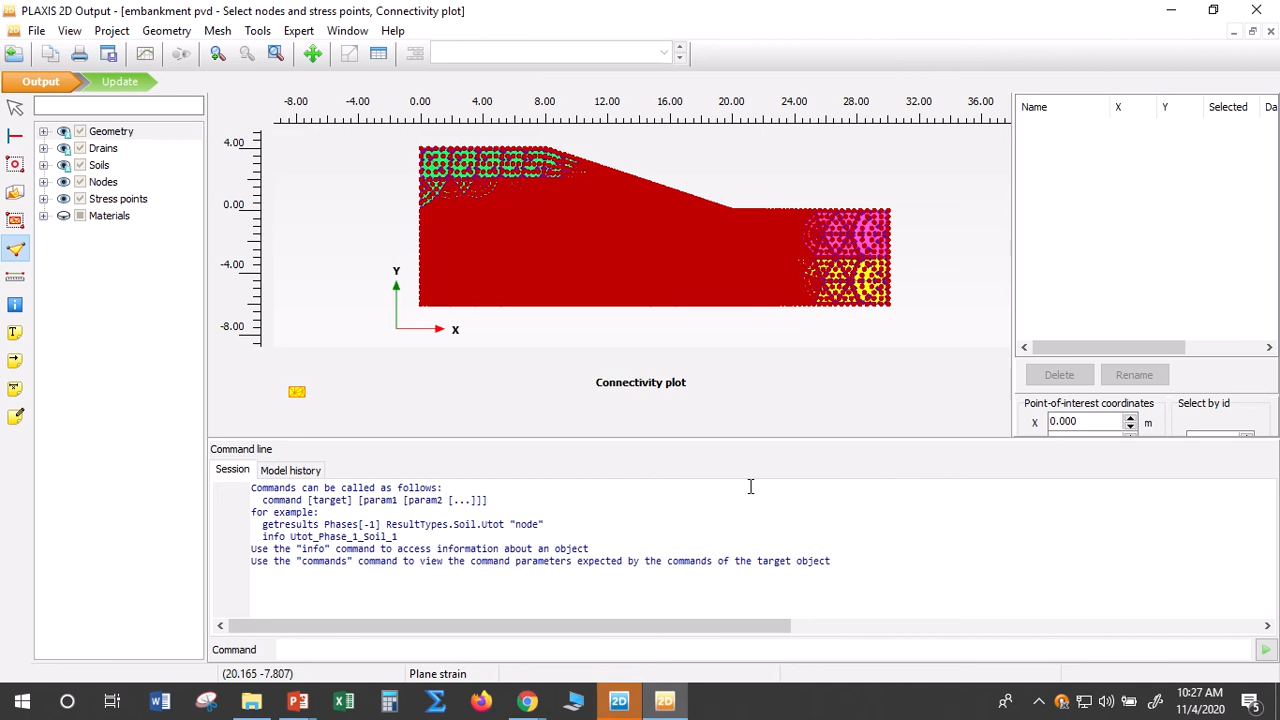 PLAXIS 2D Output - [embankment pvd - Select nodes and stress points, Connectivity plot]
File View Project Geometry Mesh Tools Expert Window Help
Output Update
-8.00 -4.00 0.00 4.00 8.00 12.00 16.00 20.00 24.00 28.00 32.00 36.00
Name X Y Selected Da
Geometry
Drains
Soils
Nodes
Stress points
Materials
4.00
0.00
-4.00
-8.00
Y
X
Connectivity plot
Delete Rename
Point-of-interest coordinates Select by id
X 0.000 m
Command line
Session Model history
Commands can be called as follows:
command [target] [param1 [param2 [...]]]
for example:
getresults Phases[-1] ResultTypes.Soil.Utot "node"
info Utot_Phase_1_Soil_1
Use the "info" command to access information about an object
Use the "commands" command to view the command parameters expected by the commands of the target object
Command
(20.165 -7.807) Plane strain
10:27 AM
11/4/2020
5